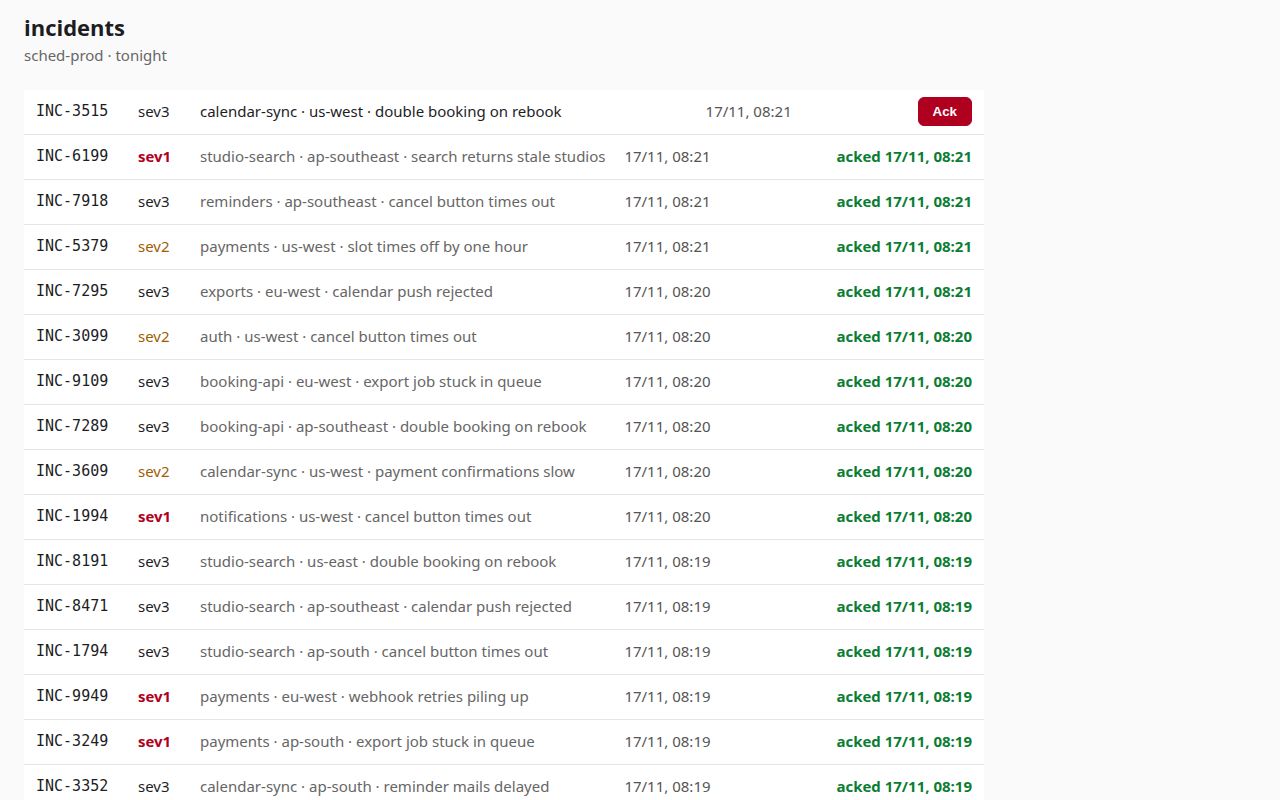 incidents
sched-prod · tonight
INC-3515 sev3 calendar-sync · us-west · double booking on rebook 17/11, 08:21 Ack
INC-6199 sev1 studio-search · ap-southeast · search returns stale studios 17/11, 08:21 acked 17/11, 08:21
INC-7918 sev3 reminders · ap-southeast · cancel button times out 17/11, 08:21 acked 17/11, 08:21
INC-5379 sev2 payments · us-west · slot times off by one hour 17/11, 08:21 acked 17/11, 08:21
INC-7295 sev3 exports · eu-west · calendar push rejected 17/11, 08:20 acked 17/11, 08:21
INC-3099 sev2 auth · us-west · cancel button times out 17/11, 08:20 acked 17/11, 08:20
INC-9109 sev3 booking-api · eu-west · export job stuck in queue 17/11, 08:20 acked 17/11, 08:20
INC-7289 sev3 booking-api · ap-southeast · double booking on rebook 17/11, 08:20 acked 17/11, 08:20
INC-3609 sev2 calendar-sync · us-west · payment confirmations slow 17/11, 08:20 acked 17/11, 08:20
INC-1994 sev1 notifications · us-west · cancel button times out 17/11, 08:20 acked 17/11, 08:20
INC-8191 sev3 studio-search · us-east · double booking on rebook 17/11, 08:19 acked 17/11, 08:19
INC-8471 sev3 studio-search · ap-southeast · calendar push rejected 17/11, 08:19 acked 17/11, 08:19
INC-1794 sev3 studio-search · ap-south · cancel button times out 17/11, 08:19 acked 17/11, 08:19
INC-9949 sev1 payments · eu-west · webhook retries piling up 17/11, 08:19 acked 17/11, 08:19
INC-3249 sev1 payments · ap-south · export job stuck in queue 17/11, 08:19 acked 17/11, 08:19
INC-3352 sev3 calendar-sync · ap-south · reminder mails delayed 17/11, 08:19 acked 17/11, 08:19